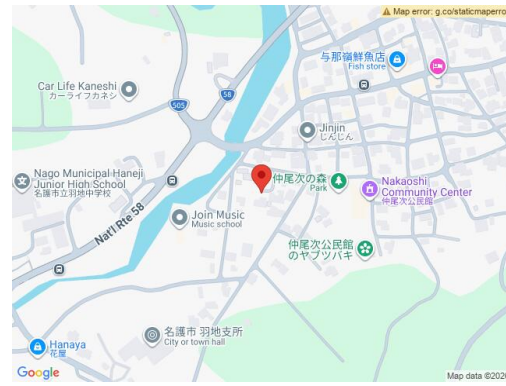 Map error: g.co/staticmaperro
与那嶺鮮魚店
Fish store
58
Car Life Kaneshi
カーライフカネシ
505
Jinjin
じんじん
Nago Municipal Haneji
Junior High School
名護市立羽地中学校
仲尾次の森
Park
Nakaoshi
Community Center
仲尾次公民館
Nat'l Rte 58
Join Music
Music school
仲尾次公民館
のヤブツバキ
名護市 羽地支所
City or town hall
Hanaya
花屋
Google
Map data ©2026